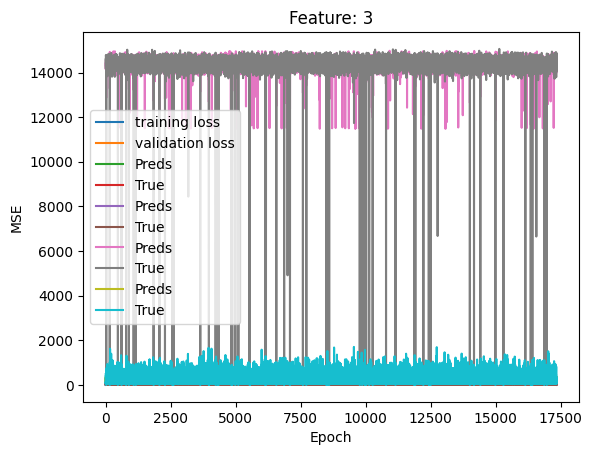 Feature: 3
MSE
14000
12000
10000
8000
6000
4000
2000
0
training loss
validation loss
Preds
True
Preds
True
Preds
True
Preds
True
0
2500
5000
7500
10000
12500
15000
17500
Epoch